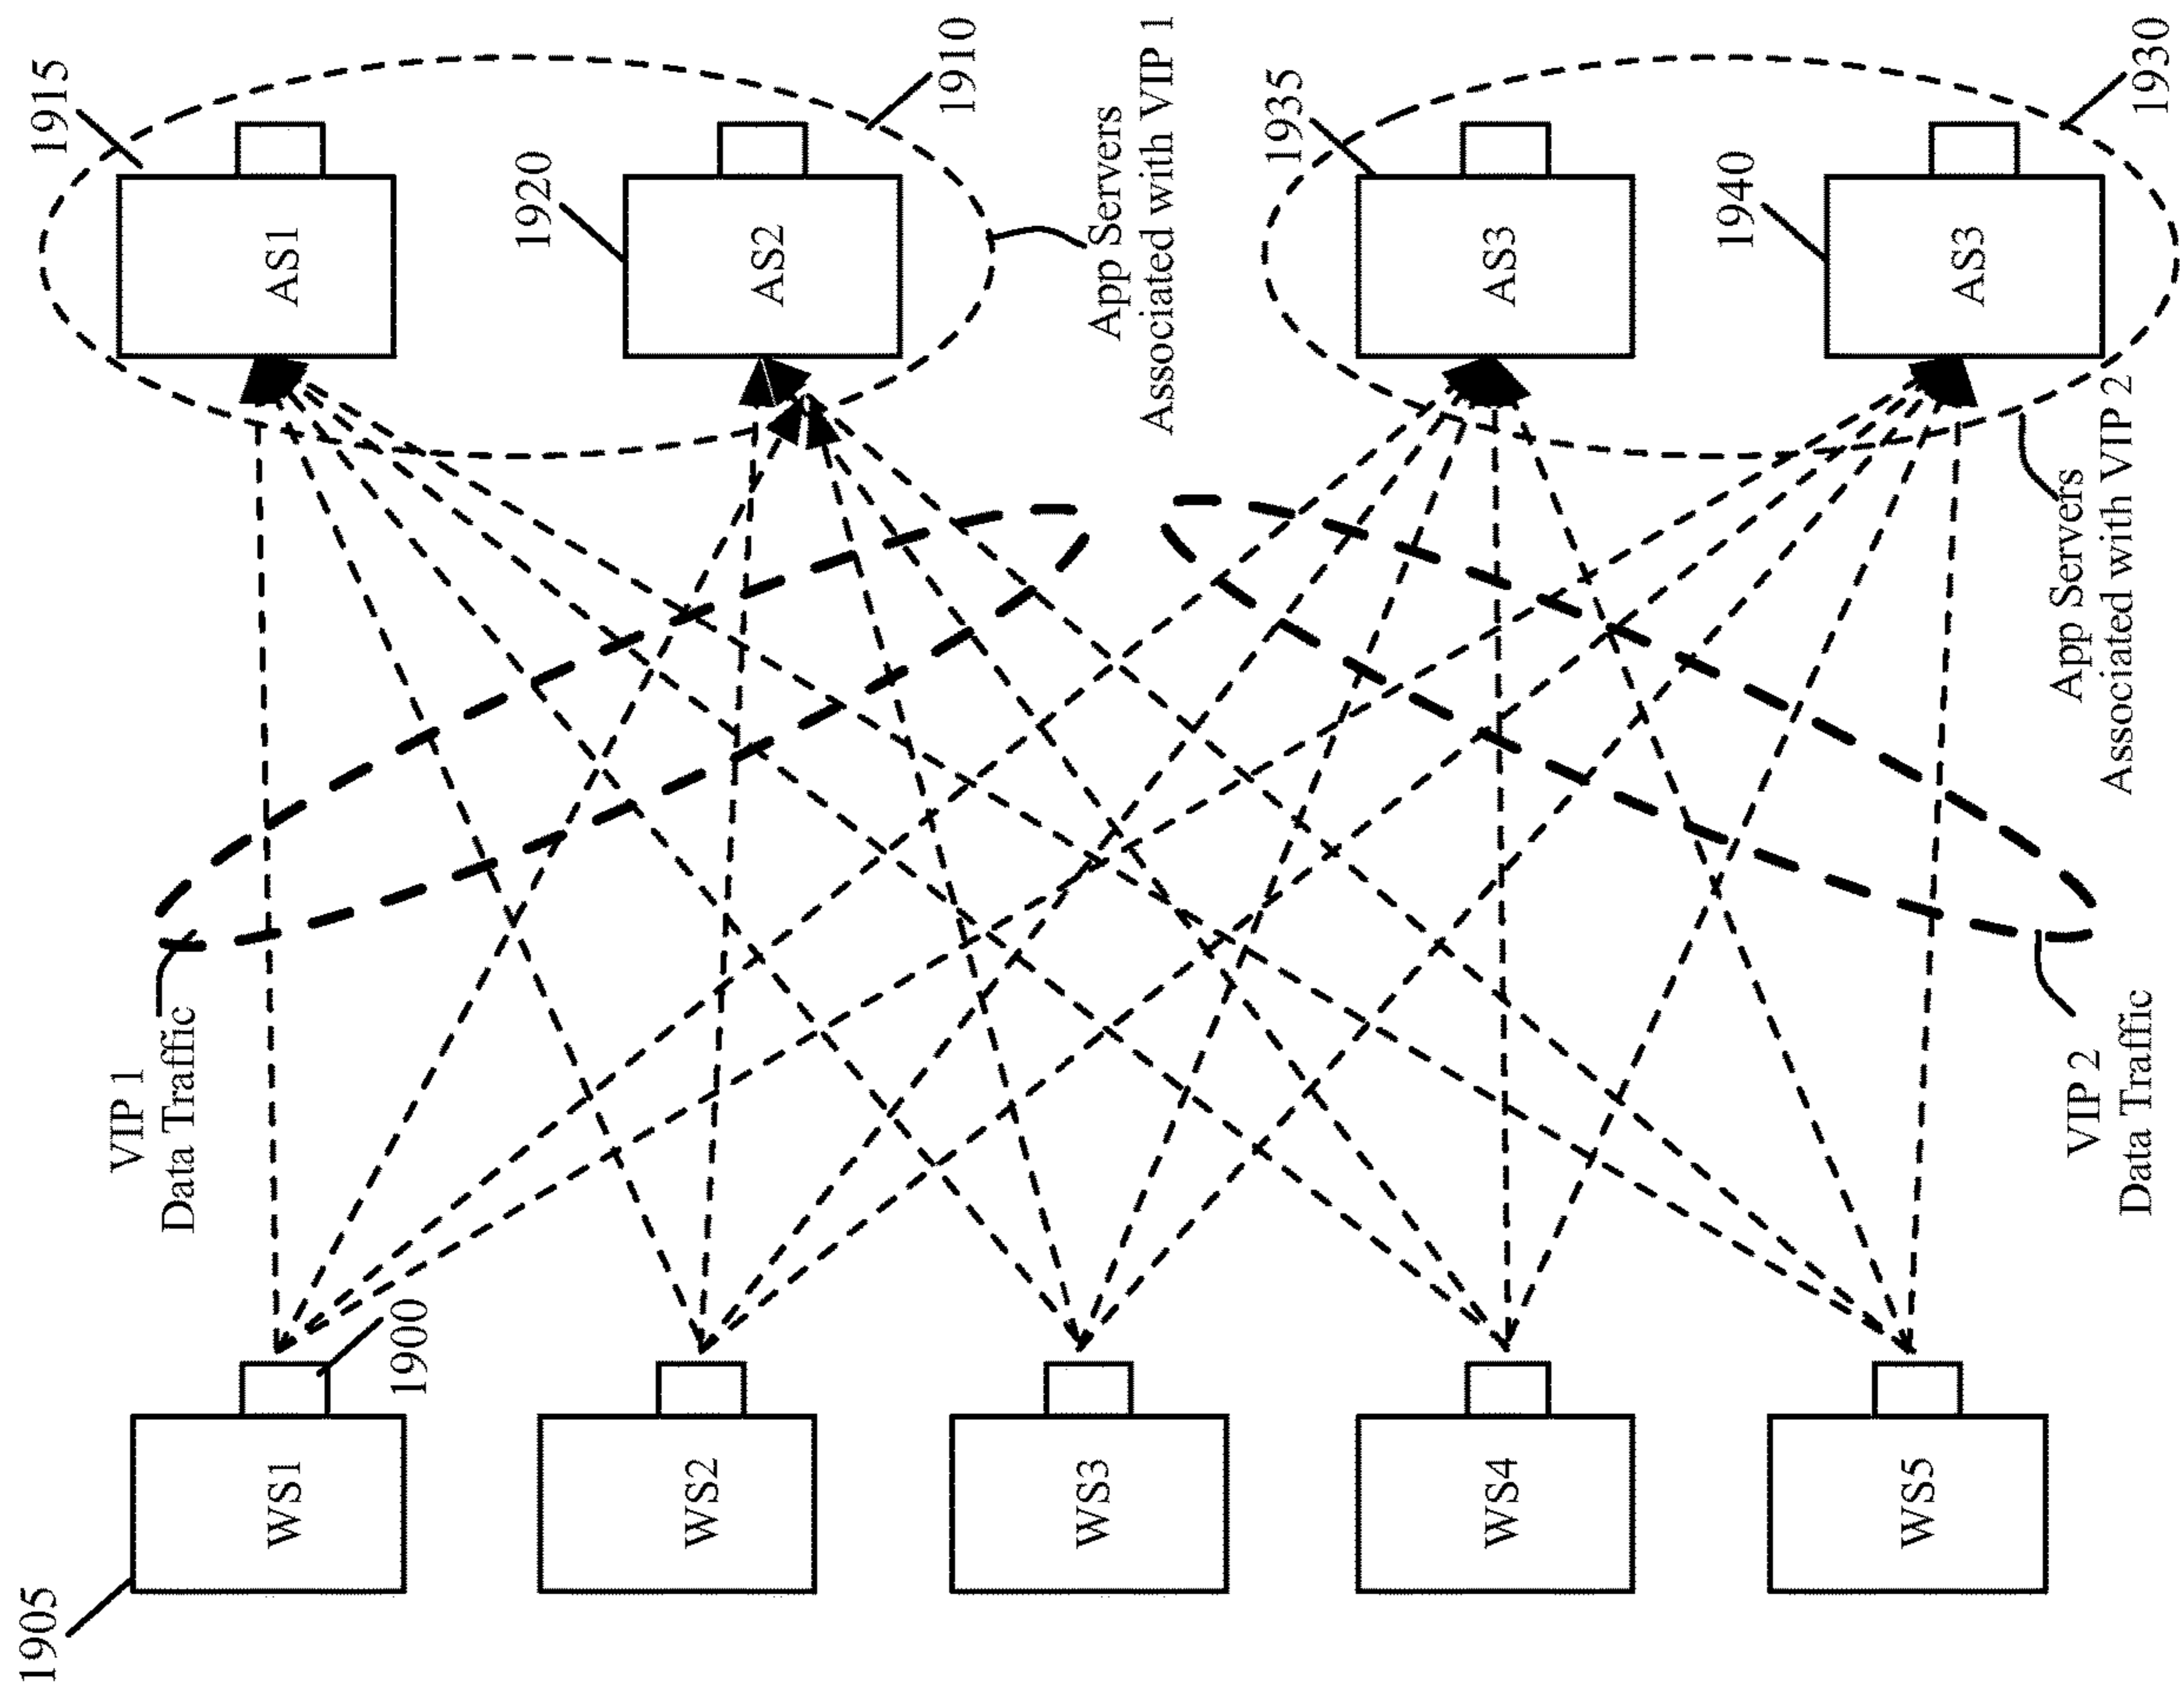 1905
WS1
1900
WS2
WS3
WS4
WS5
VIP 1
Data Traffic
VIP 2
Data Traffic
1915
AS1
1920
AS2
1910
App Servers
Associated with VIP 1
1935
AS3
1940
AS3
1930
App Servers
Associated with VIP 2